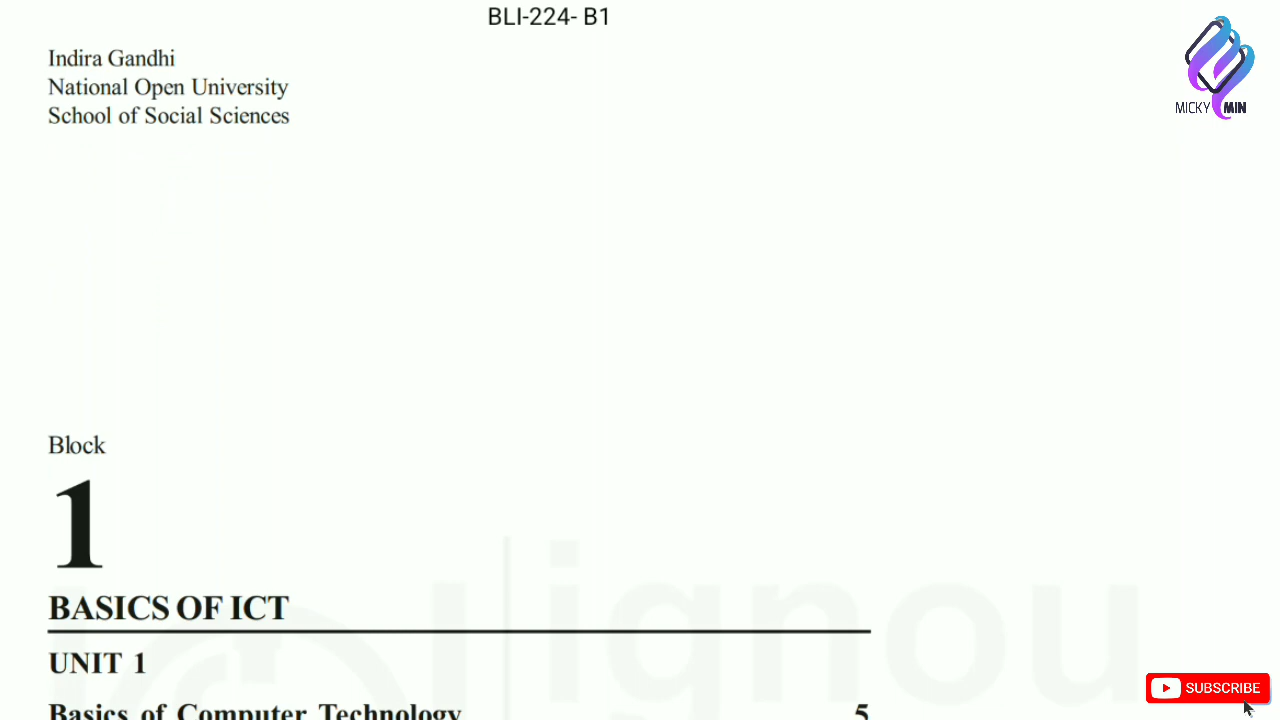 BLI-224- B1
Indira Gandhi
National Open University
School of Social Sciences
MICKY MIN
Block
1
BASICS OF ICT
ignou
UNIT 1
SUBSCRIBE
Basics of Computer Technology 5